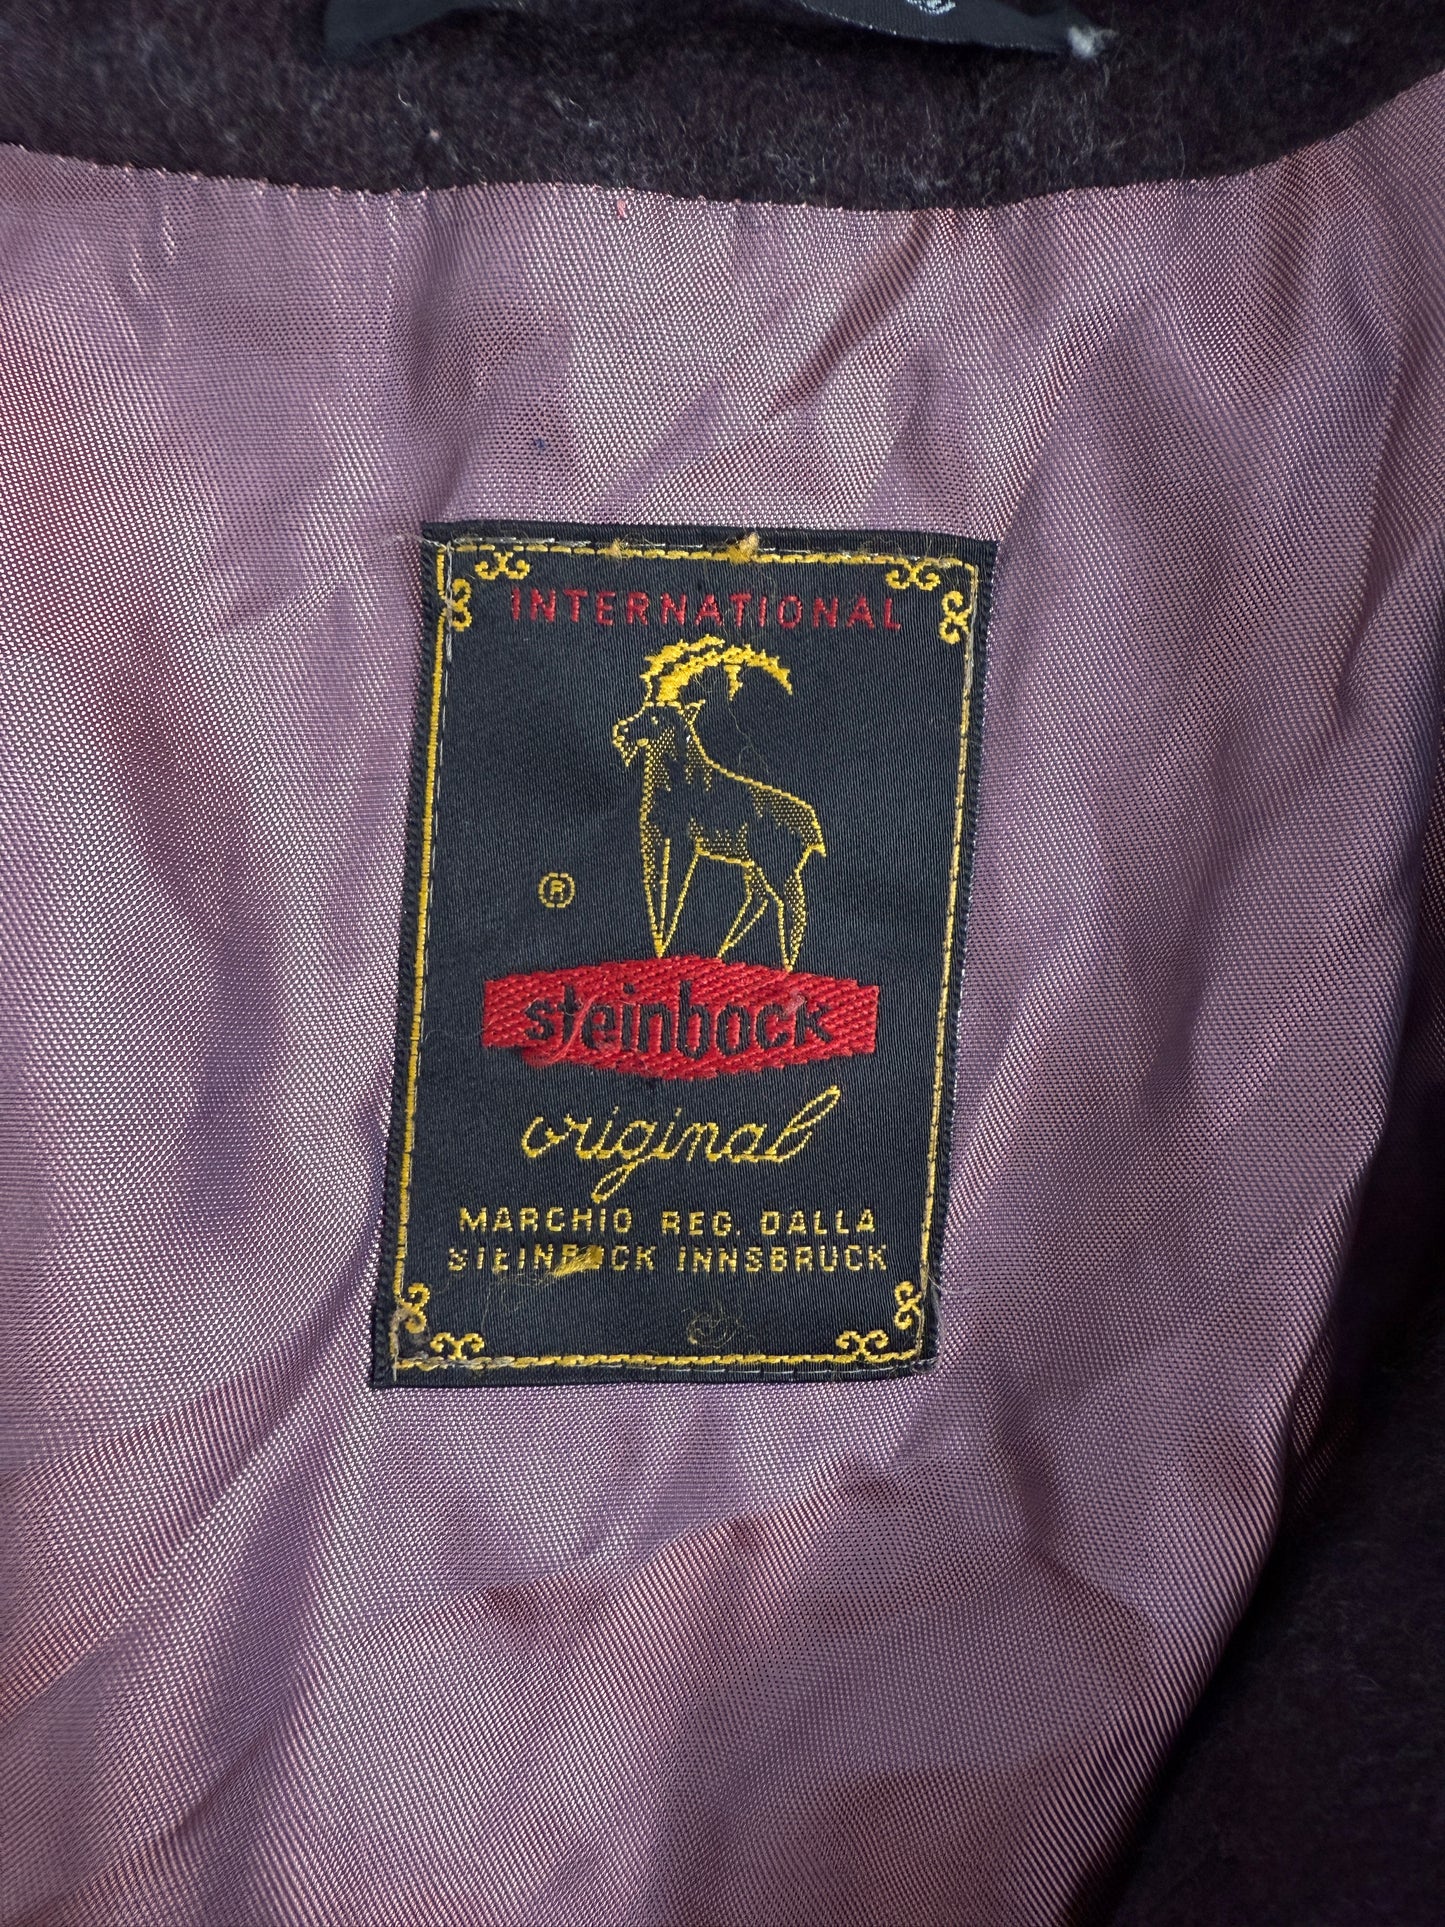 INTERNATIONAL
®
steinbock
original
MARCHIO REG. DALLA
STEINBOCK INNSBRUCK